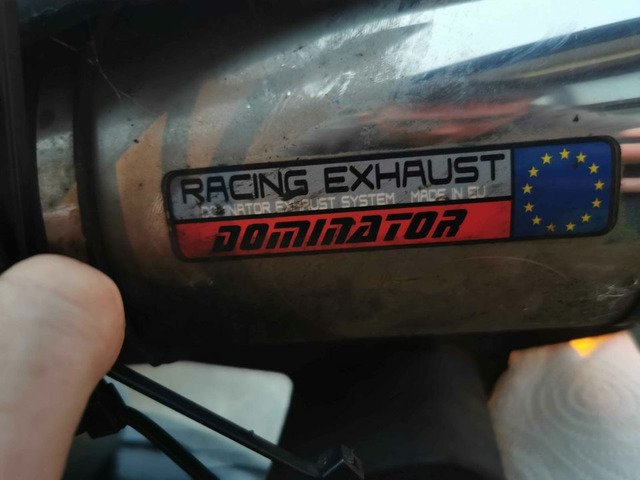 RACING EXHAUST
DOMINATOR EXHAUST SYSTEM MADE IN EU
DOMINATOR